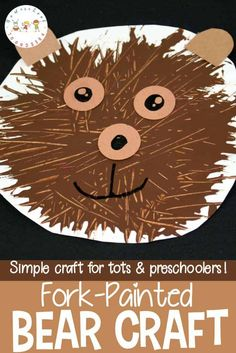 Simple craft for tots & preschoolers!
Fork-Painted
BEAR CRAFT